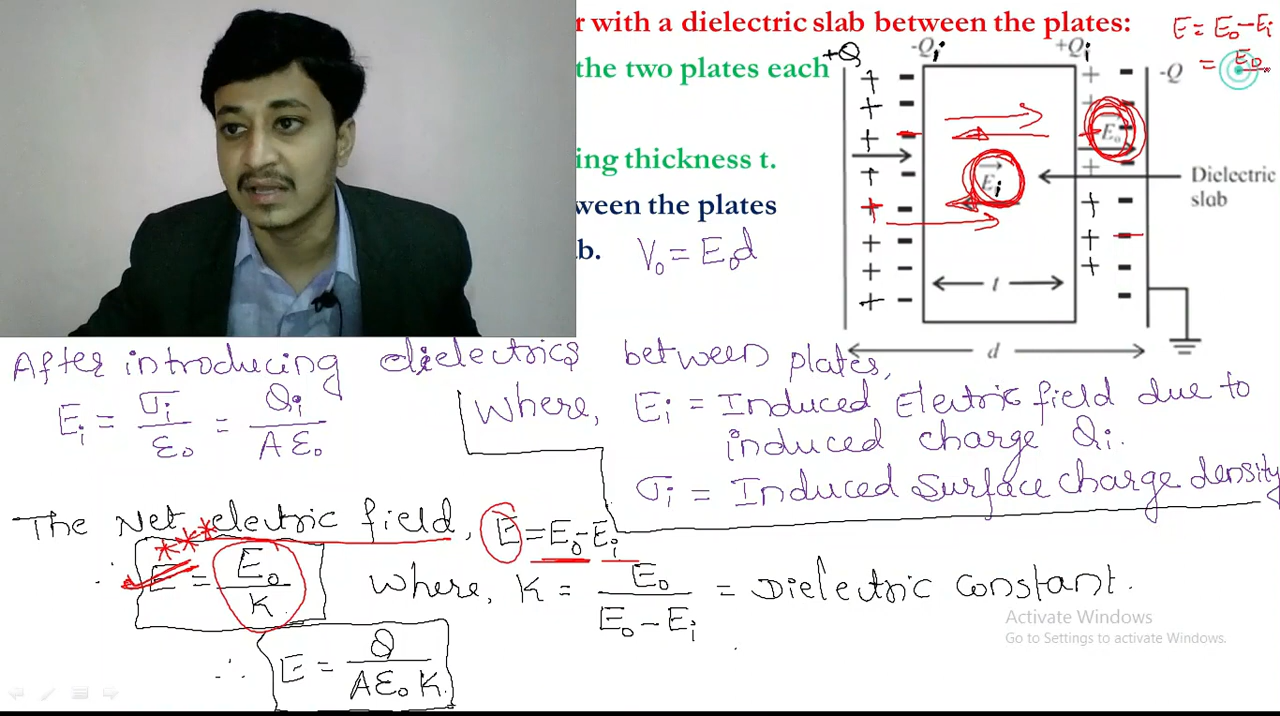 r with a dielectric slab between the plates:
E = E₀ – Eᵢ
= E₀
the two plates each
+Q
-Qᵢ
+Qᵢ
-Q
E₀
ing thickness t.
Eᵢ
Dielectric
slab
ween the plates
b. V₀ = E₀d
t
d
After introducing dielectrics between plates,
Eᵢ = σᵢ/ε₀ = Qᵢ/Aε₀
Where, Eᵢ = Induced Electric field due to
induced charge Qᵢ.
σᵢ = Induced Surface charge density
The Net electric field, E = E₀ – Eᵢ
∴ E = E₀/K Where, K = E₀/E₀ – Eᵢ = Dielectric constant.
Activate Windows
Go to Settings to activate Windows.
∴ E = Q/Aε₀K